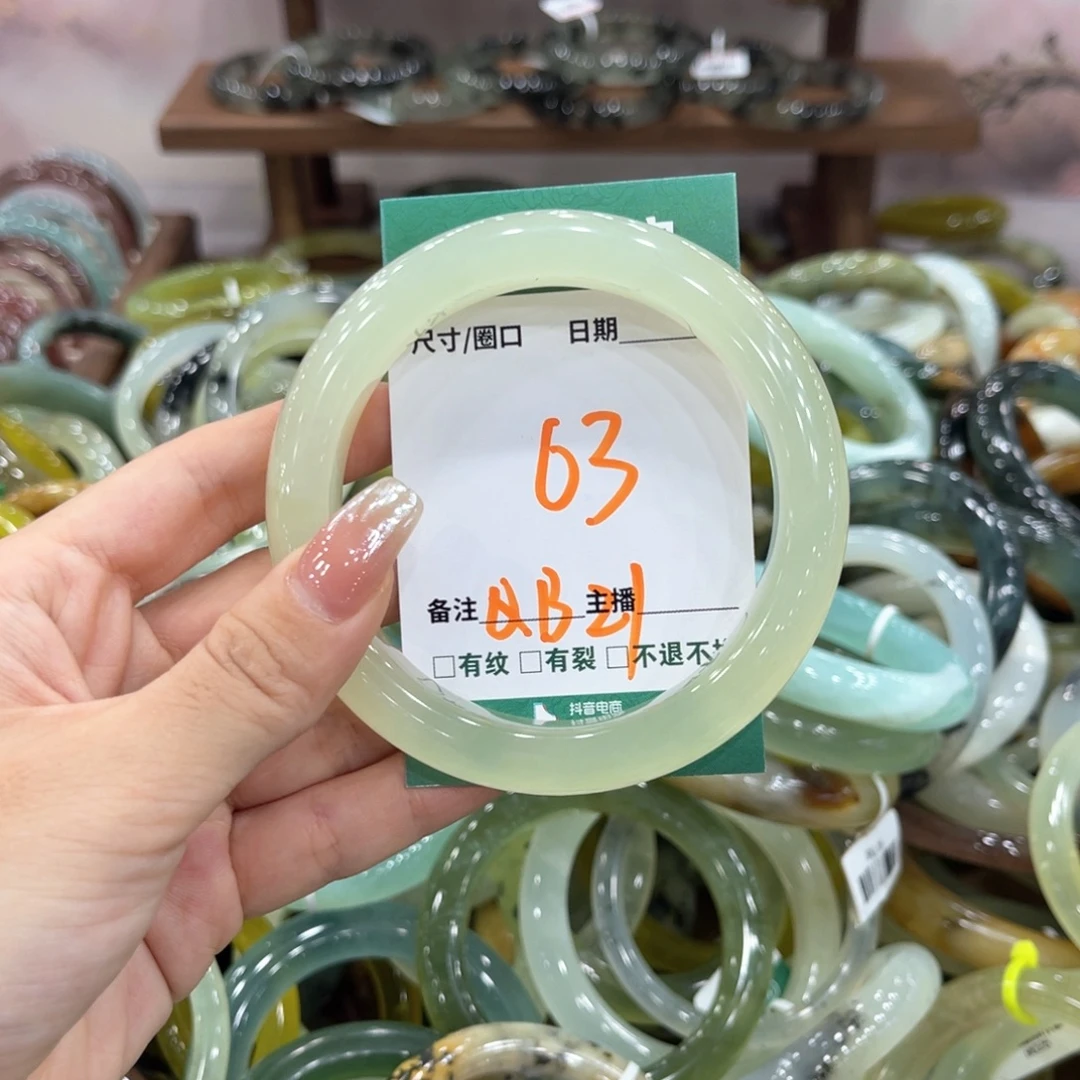 尺寸/圈口 日期
63
备注 QB21 主播
□有纹 □有裂 □不退不
抖音电商